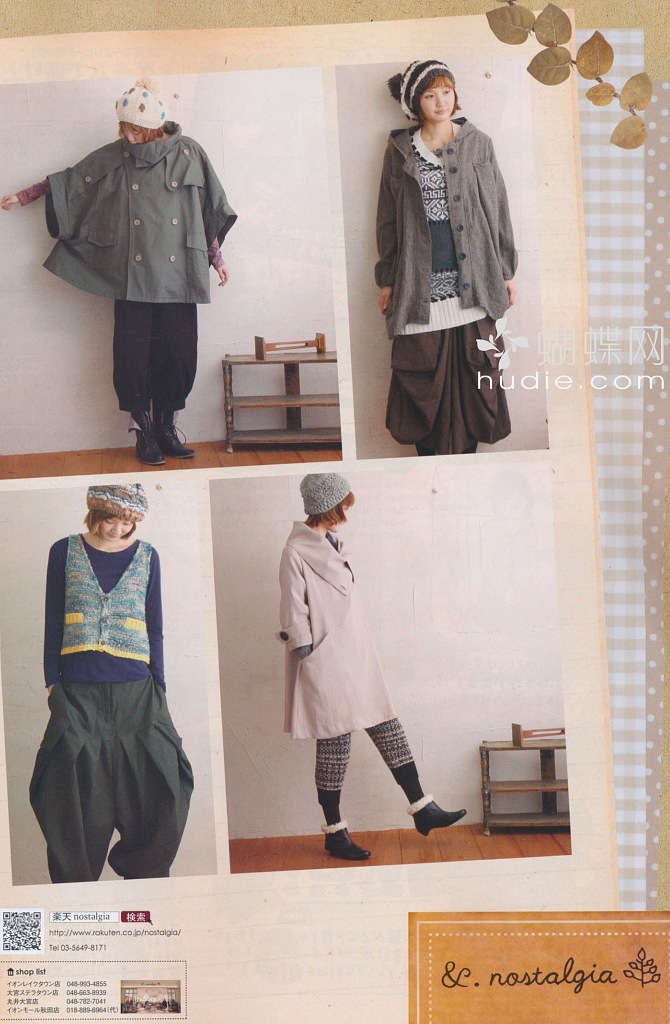 蝴蝶网
hudie.com
楽天 nostalgia 検索
http://www.rakuten.co.jp/nostalgia/
Tel 03-5649-8171
shop list
イオンレイクタウン店 048-993-4855
大宮ステラタウン店 048-663-8939
丸井大宮店 048-782-7041
イオンモール秋田店 018-889-6964(代)
&. nostalgia